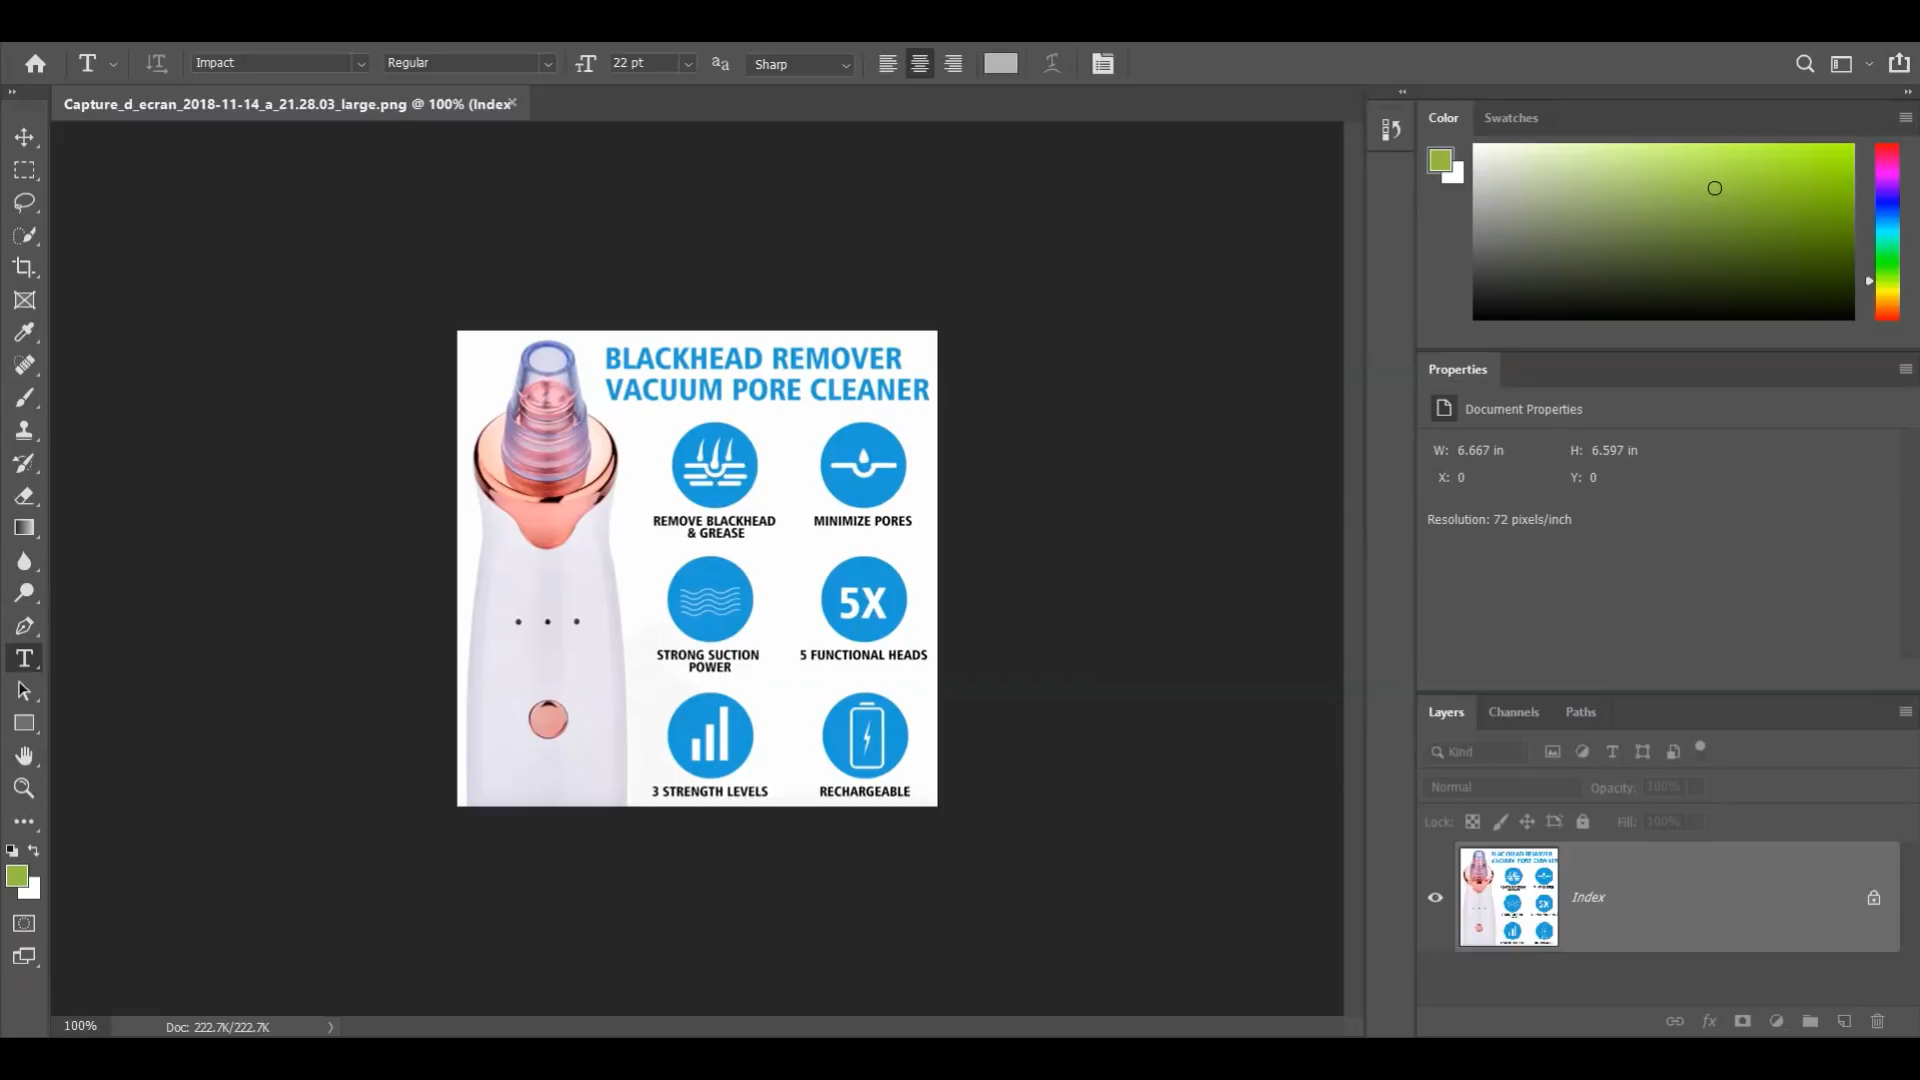 Impact
Regular
22 pt
Sharp
Capture_d_ecran_2018-11-14_a_21.28.03_large.png @ 100% (Index
Color
Swatches
BLACKHEAD REMOVER
VACUUM PORE CLEANER
REMOVE BLACKHEAD
& GREASE
MINIMIZE PORES
5X
STRONG SUCTION
POWER
5 FUNCTIONAL HEADS
3 STRENGTH LEVELS
RECHARGEABLE
Properties
Document Properties
W: 6.667 in
H: 6.597 in
X: 0
Y: 0
Resolution: 72 pixels/inch
Layers
Channels
Paths
Kind
Normal
Opacity: 100%
Lock:
Fill: 100%
Index
100%
Doc: 222.7K/222.7K